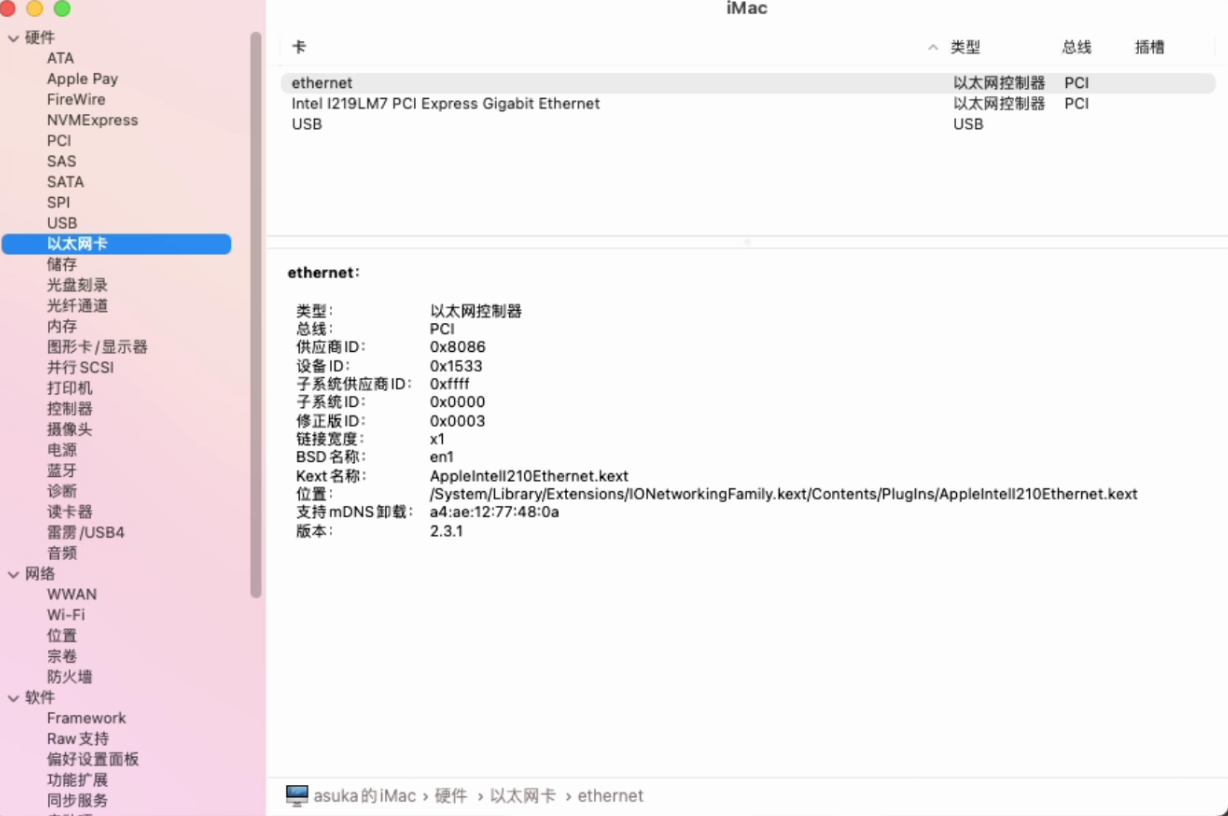 iMac
硬件
ATA
Apple Pay
FireWire
NVMExpress
PCI
SAS
SATA
SPI
USB
以太网卡
储存
光盘刻录
光纤通道
内存
图形卡/显示器
并行SCSI
打印机
控制器
摄像头
电源
蓝牙
诊断
读卡器
雷雳/USB4
音频
网络
WWAN
Wi-Fi
位置
宗卷
防火墙
软件
Framework
Raw支持
偏好设置面板
功能扩展
同步服务
卡 类型 总线 插槽
ethernet 以太网控制器 PCI
Intel I219LM7 PCI Express Gigabit Ethernet 以太网控制器 PCI
USB USB
ethernet：
类型： 以太网控制器
总线： PCI
供应商ID： 0x8086
设备ID： 0x1533
子系统供应商ID： 0xffff
子系统ID： 0x0000
修正版ID： 0x0003
链接宽度： x1
BSD名称： en1
Kext名称： AppleIntelI210Ethernet.kext
位置： /System/Library/Extensions/IONetworkingFamily.kext/Contents/PlugIns/AppleIntelI210Ethernet.kext
支持mDNS卸载： a4:ae:12:77:48:0a
版本： 2.3.1
asuka的iMac › 硬件 › 以太网卡 › ethernet